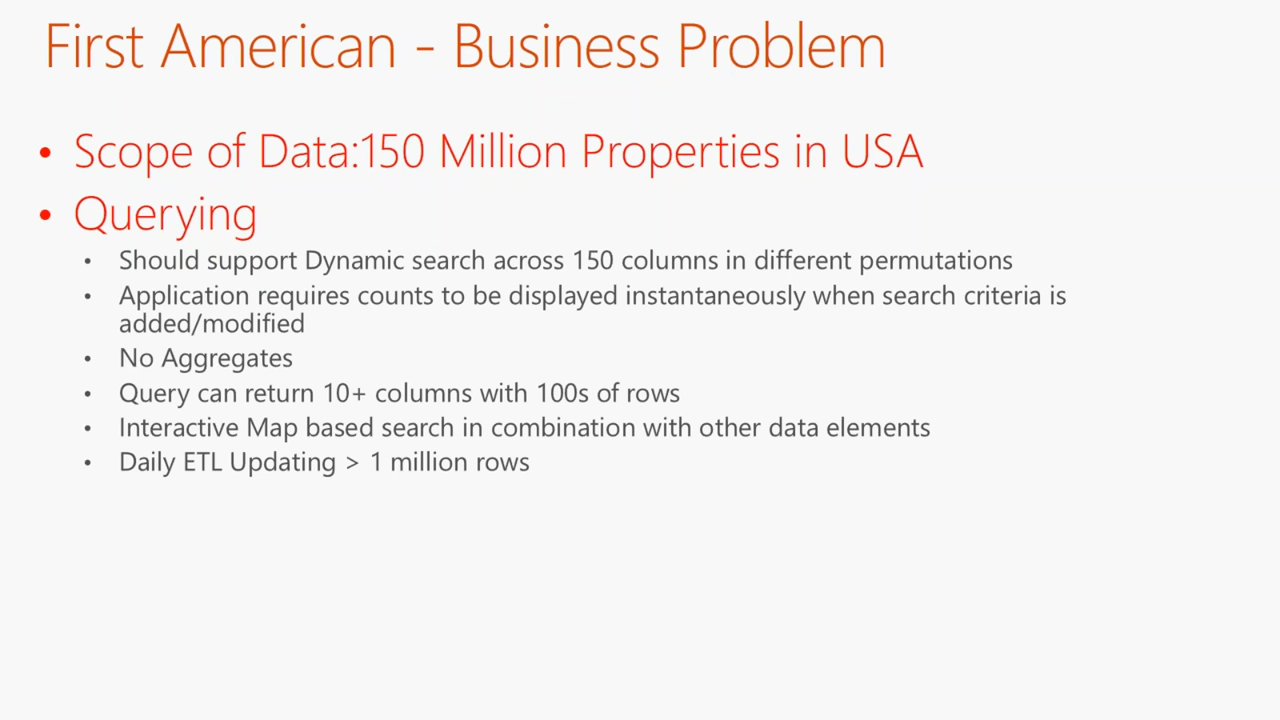 First American - Business Problem
• Scope of Data:150 Million Properties in USA
• Querying
• Should support Dynamic search across 150 columns in different permutations
• Application requires counts to be displayed instantaneously when search criteria is
added/modified
• No Aggregates
• Query can return 10+ columns with 100s of rows
• Interactive Map based search in combination with other data elements
• Daily ETL Updating > 1 million rows